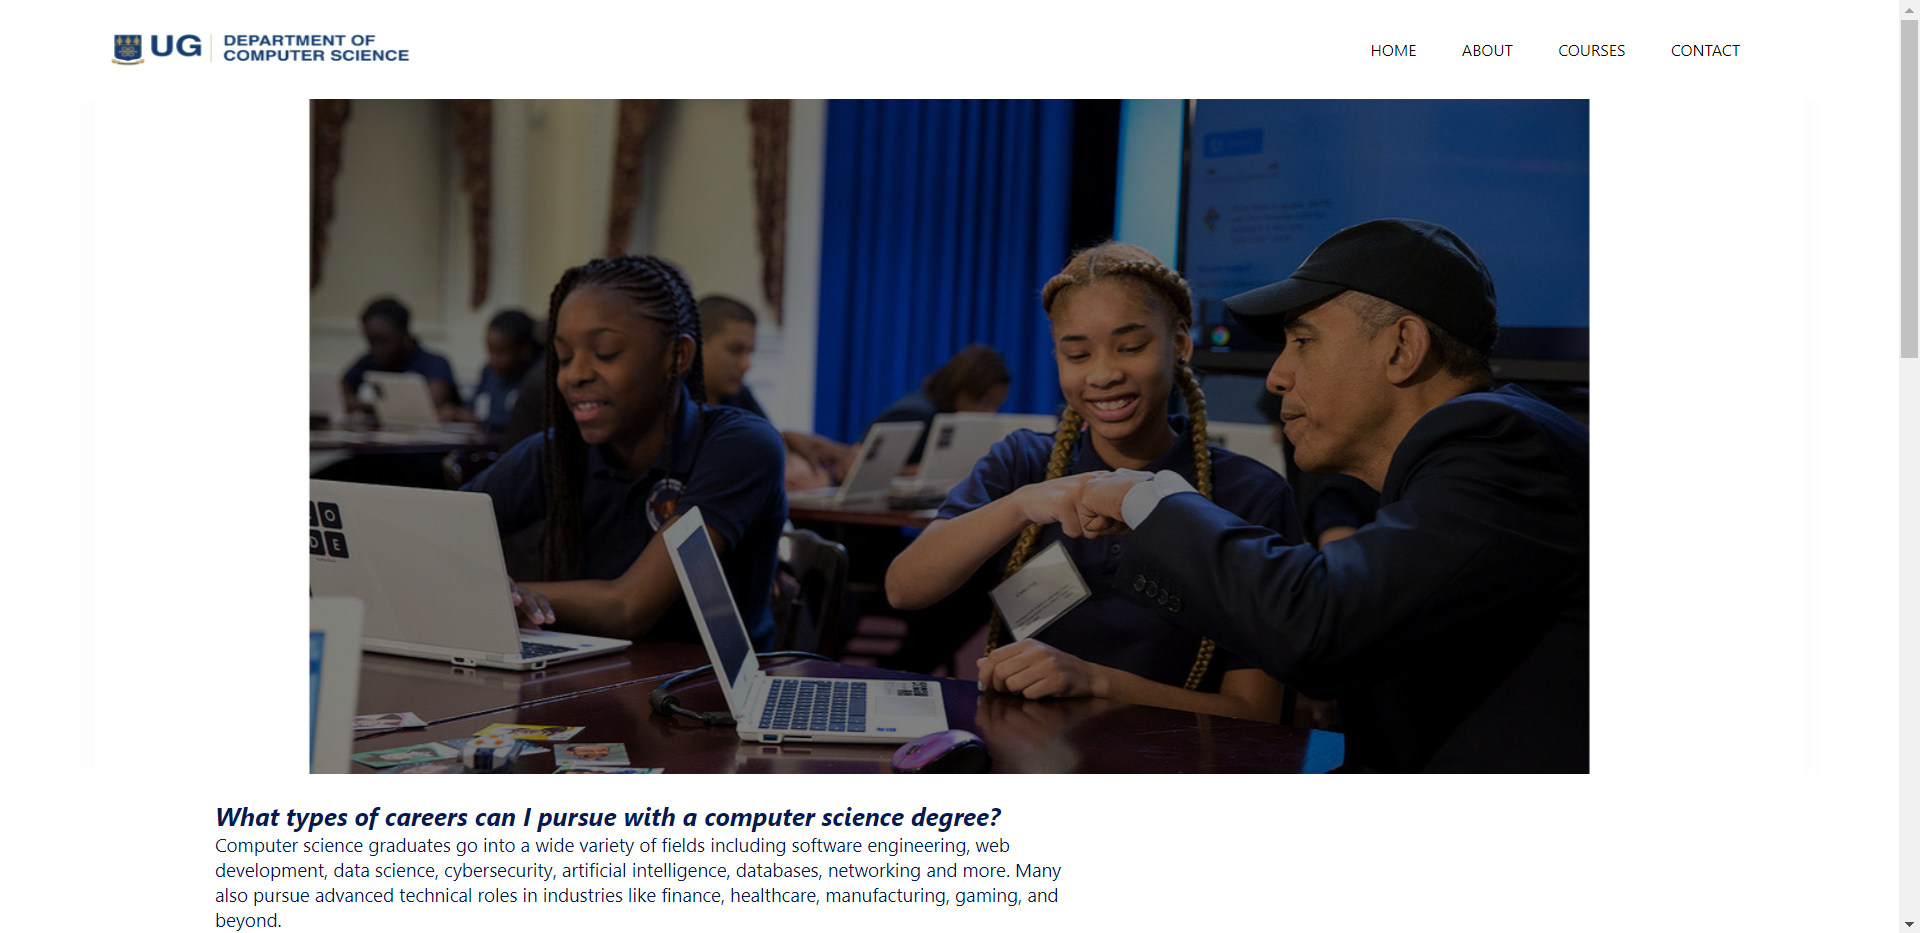 UG
DEPARTMENT OF
COMPUTER SCIENCE
HOME ABOUT COURSES CONTACT
O
D E
What types of careers can I pursue with a computer science degree?
Computer science graduates go into a wide variety of fields including software engineering, web
development, data science, cybersecurity, artificial intelligence, databases, networking and more. Many
also pursue advanced technical roles in industries like finance, healthcare, manufacturing, gaming, and
beyond.